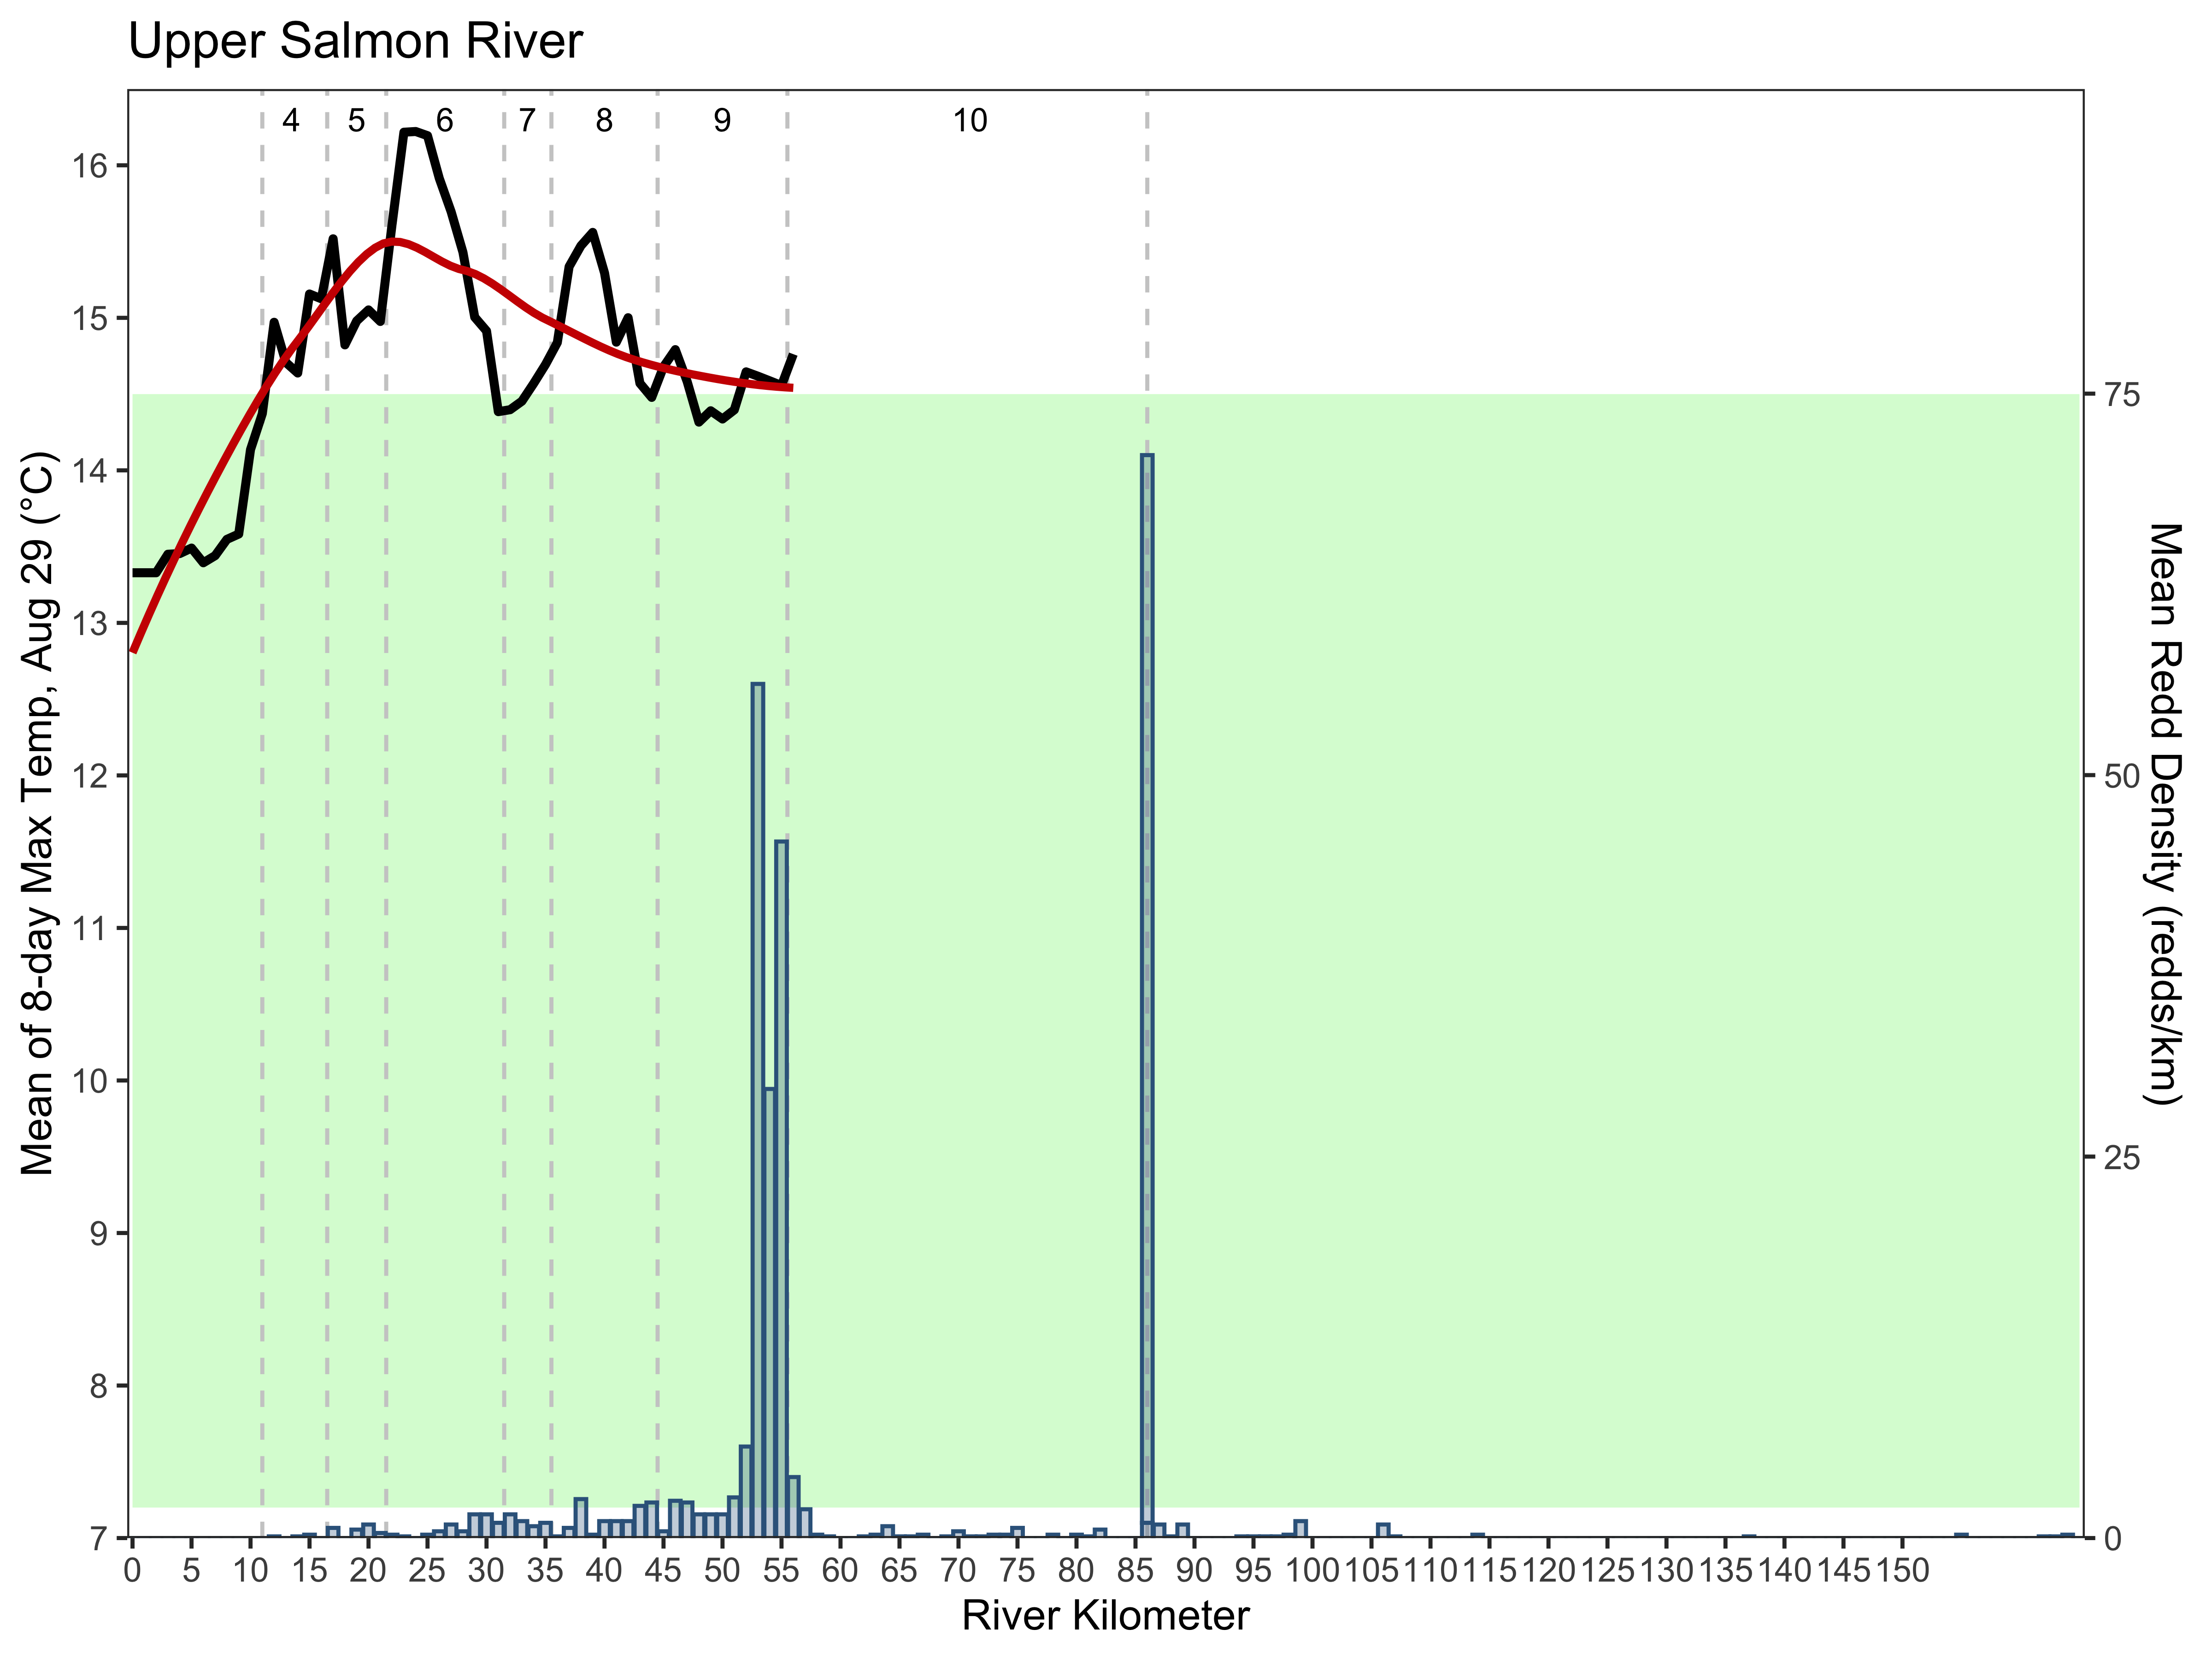 Upper Salmon River
4 5 6 7 8 9 10
16
15
14
13
12
11
10
9
8
7
Mean of 8-day Max Temp, Aug 29 (°C)
75
50
25
0
Mean Redd Density (redds/km)
0 5 10 15 20 25 30 35 40 45 50 55 60 65 70 75 80 85 90 95 100 105 110 115 120 125 130 135 140 145 150
River Kilometer